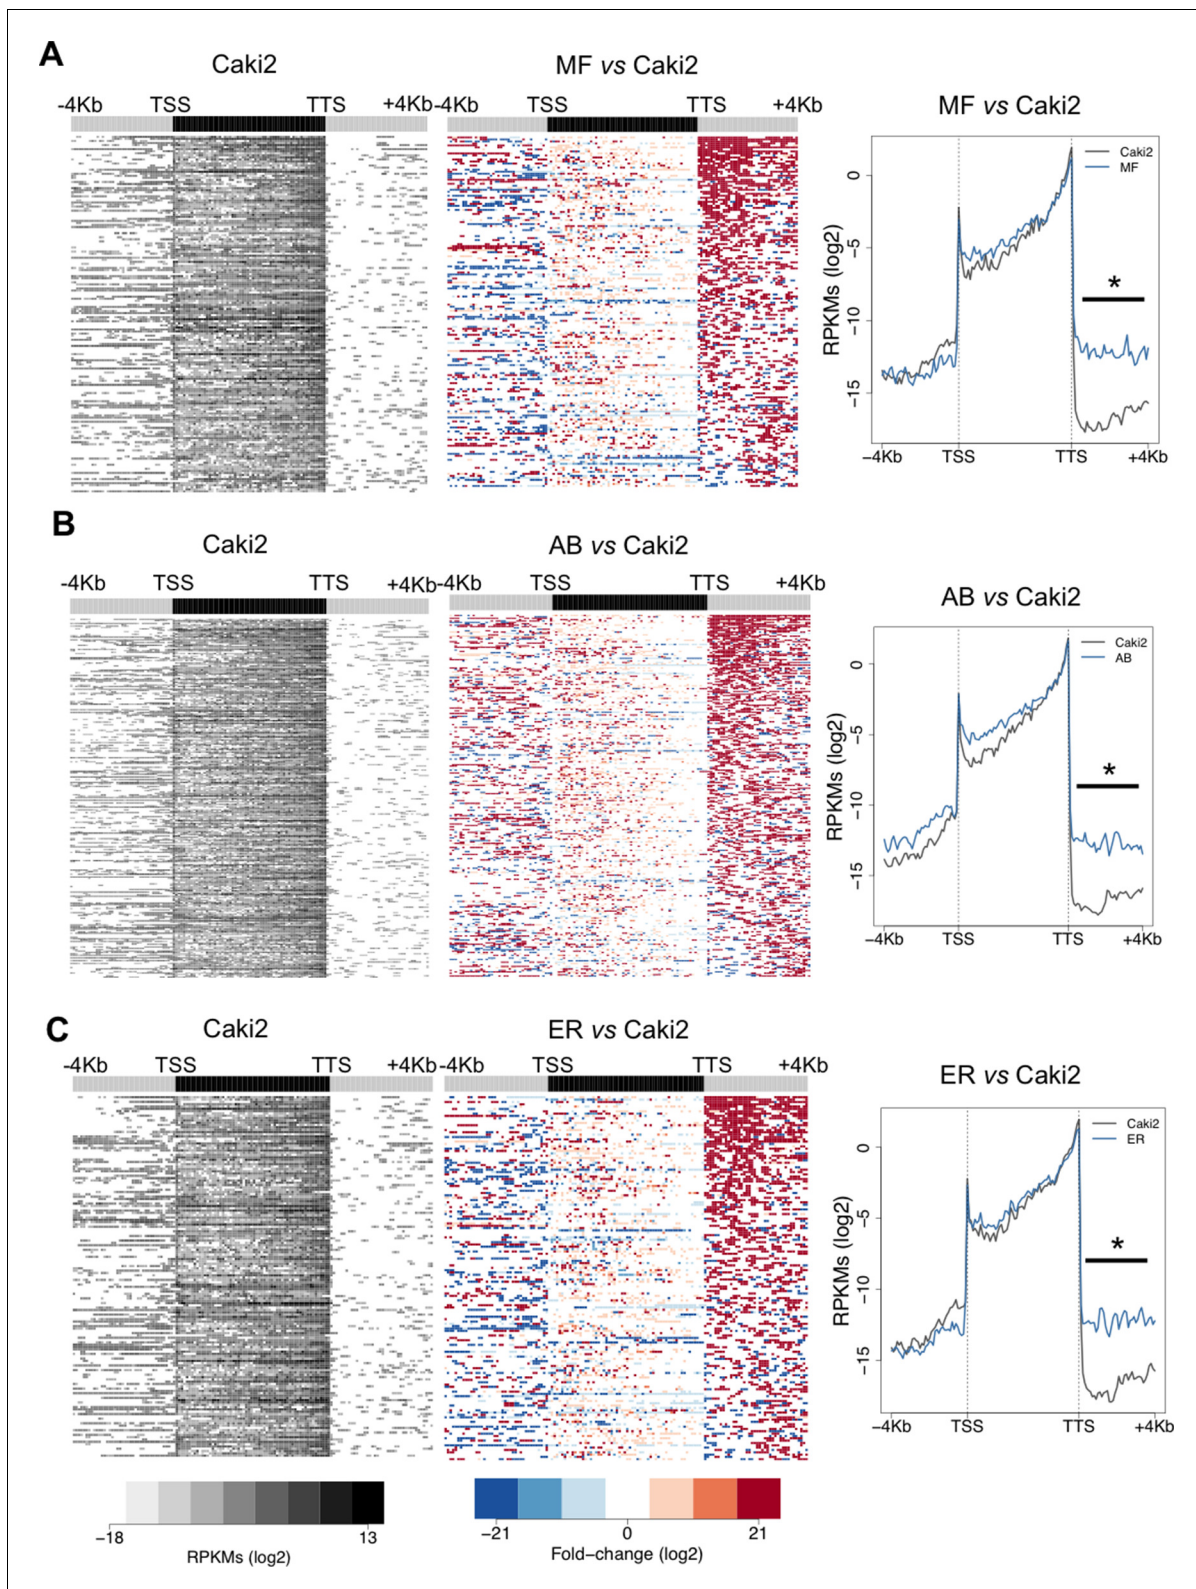 A
Caki2
MF vs Caki2
MF vs Caki2
-4Kb TSS TTS +4Kb
-4Kb TSS TTS +4Kb
Caki2
MF
RPKMs (log2)
0
−5
−10
−15
*
−4Kb TSS TTS +4Kb
B
Caki2
AB vs Caki2
AB vs Caki2
-4Kb TSS TTS +4Kb
-4Kb TSS TTS +4Kb
Caki2
AB
RPKMs (log2)
0
−5
−10
−15
*
−4Kb TSS TTS +4Kb
C
Caki2
ER vs Caki2
ER vs Caki2
-4Kb TSS TTS +4Kb
-4Kb TSS TTS +4Kb
Caki2
ER
RPKMs (log2)
0
−5
−10
−15
*
−4Kb TSS TTS +4Kb
−18 13
RPKMs (log2)
−21 0 21
Fold−change (log2)